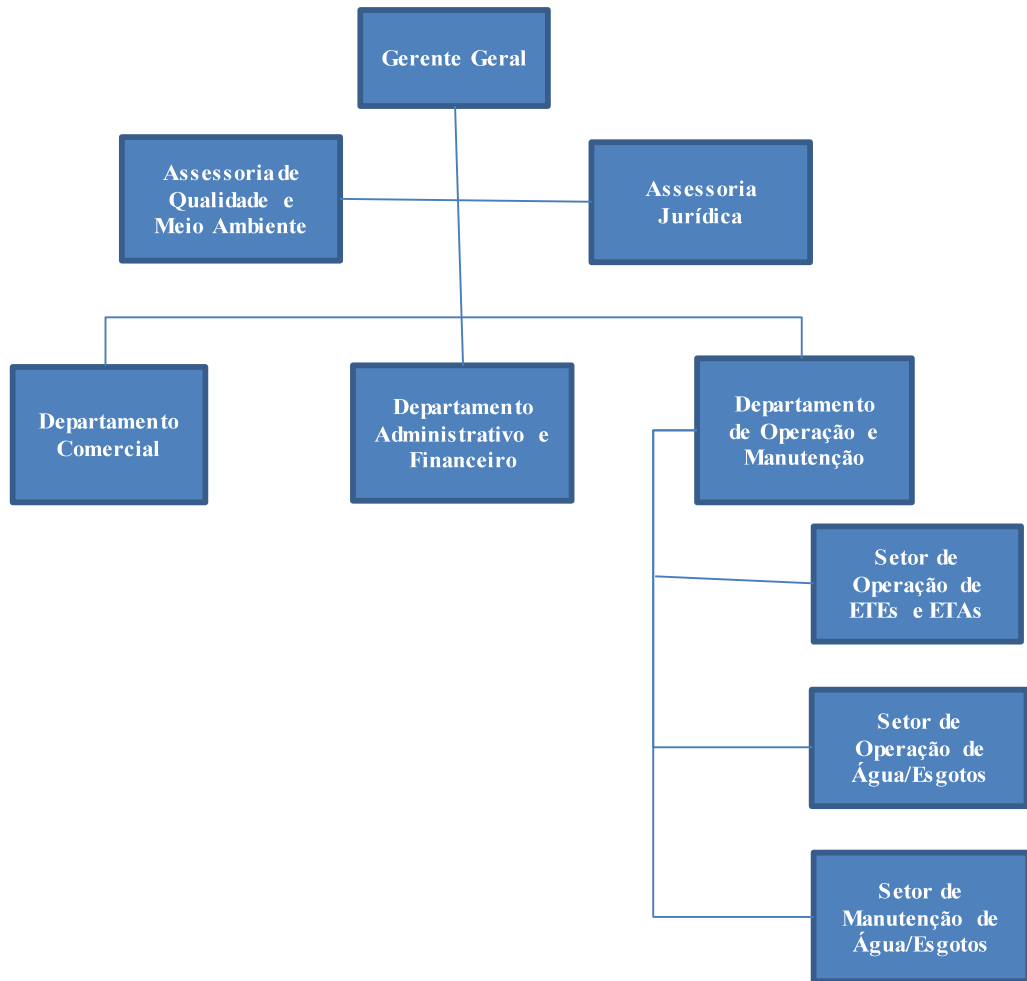 Gerente Geral
Assessoria de
Qualidade e
Meio Ambiente
Assessoria
Jurídica
Departamento
Comercial
Departamento
Administrativo e
Financeiro
Departamento
de Operação e
Manutenção
Setor de
Operação de
ETEs e ETAs
Setor de
Operação de
Água/Esgotos
Setor de
Manutenção de
Água/Esgotos